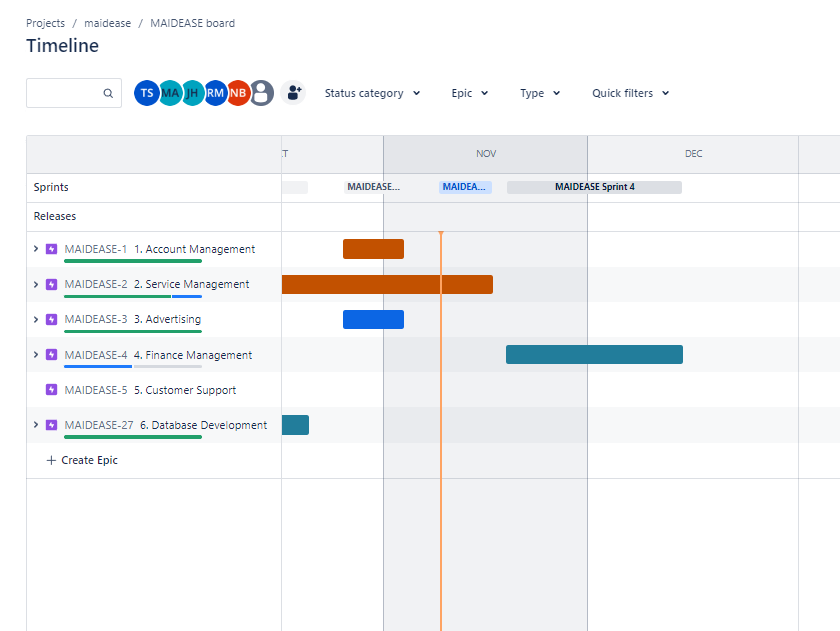 Projects / maidease / MAIDEASE board
Timeline
TS MA JH RM NB Status category Epic Type Quick filters
T NOV DEC
Sprints MAIDEASE... MAIDEA... MAIDEASE Sprint 4
Releases
MAIDEASE-1 1. Account Management
MAIDEASE-2 2. Service Management
MAIDEASE-3 3. Advertising
MAIDEASE-4 4. Finance Management
MAIDEASE-5 5. Customer Support
MAIDEASE-27 6. Database Development
+ Create Epic